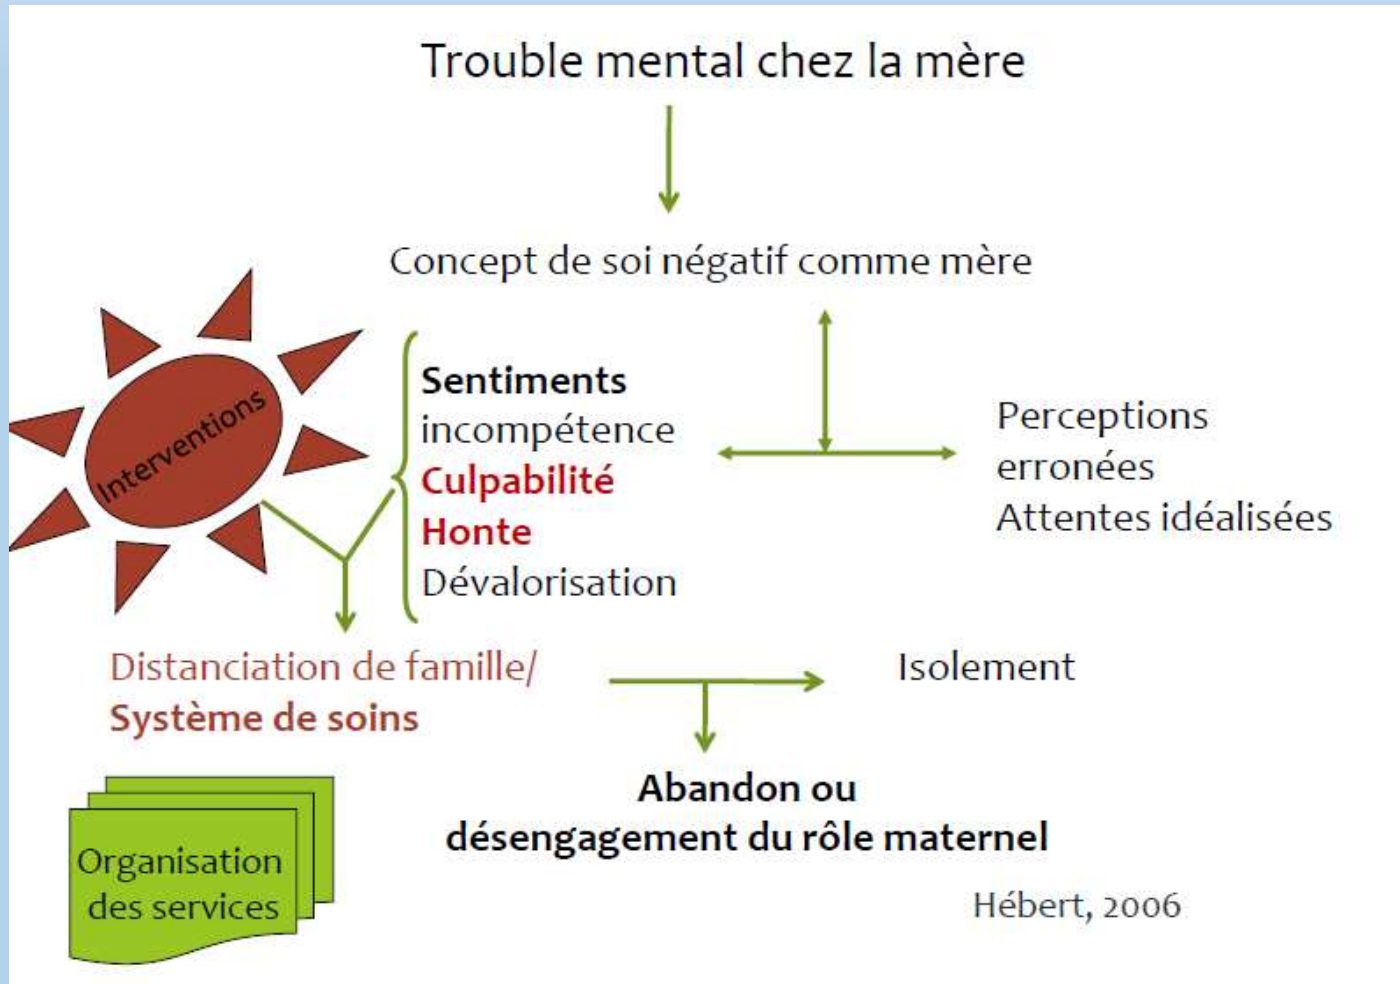 Trouble mental chez la mère
Concept de soi négatif comme mère
Interventions
Sentiments
incompétence
Culpabilité
Honte
Dévalorisation
Perceptions
erronées
Attentes idéalisées
Distanciation de famille/
Système de soins
Isolement
Abandon ou
désengagement du rôle maternel
Organisation
des services
Hébert, 2006